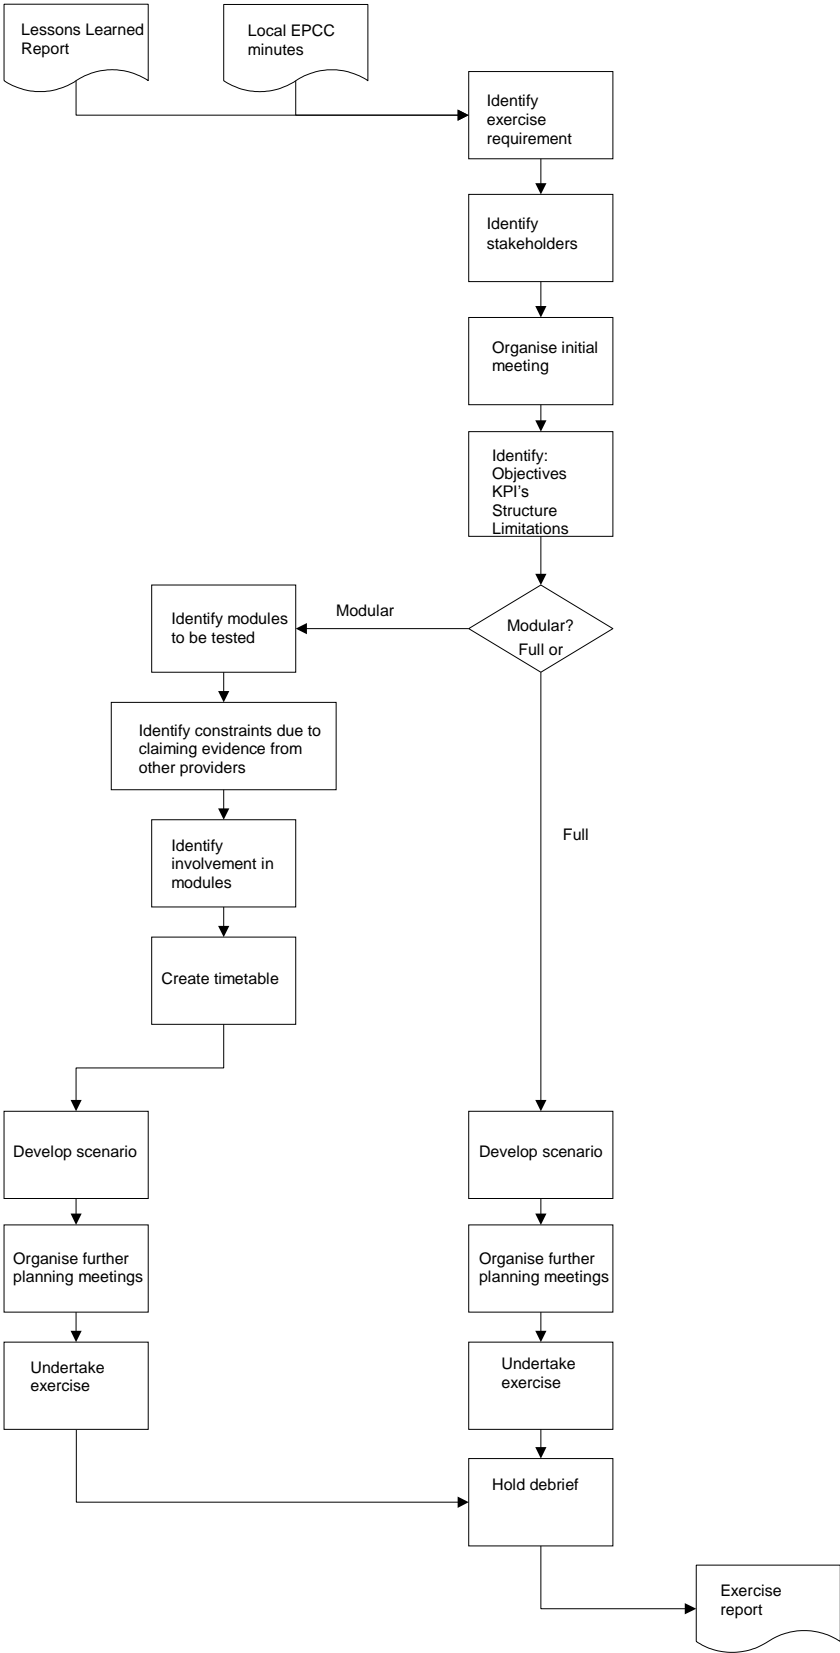 Lessons Learned
Report
Local EPCC
minutes
Identify
exercise
requirement
Identify
stakeholders
Organise initial
meeting
Identify:
Objectives
KPI's
Structure
Limitations
Modular?
Full or
Modular
Identify modules
to be tested
Identify constraints due to
claiming evidence from
other providers
Identify
involvement in
modules
Full
Create timetable
Develop scenario
Develop scenario
Organise further
planning meetings
Organise further
planning meetings
Undertake
exercise
Undertake
exercise
Hold debrief
Exercise
report